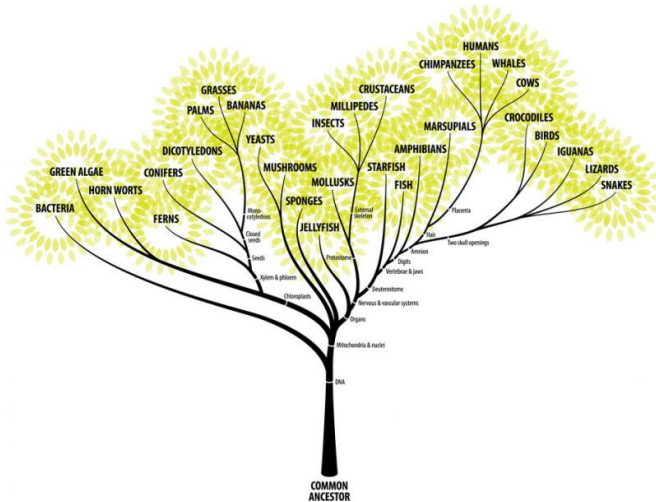 HUMANS
CHIMPANZEES
WHALES
COWS
GRASSES
PALMS
BANANAS
CRUSTACEANS
MILLIPEDES
INSECTS
MARSUPIALS
CROCODILES
BIRDS
IGUANAS
LIZARDS
SNAKES
DICOTYLEDONS
YEASTS
MUSHROOMS
AMPHIBIANS
STARFISH
FISH
MOLLUSKS
GREEN ALGAE
CONIFERS
HORN WORTS
SPONGES
BACTERIA
FERNS
JELLYFISH
Mono-
cotyledons
External
skeleton
Placenta
Closed
seeds
Hair
Two skull openings
Amnion
Seeds
Protostome
Digits
Vertebrae & jaws
Xylem & phloem
Deuterostome
Chloroplasts
Nervous & vascular systems
Organs
Mitochondria & nuclei
DNA
COMMON
ANCESTOR